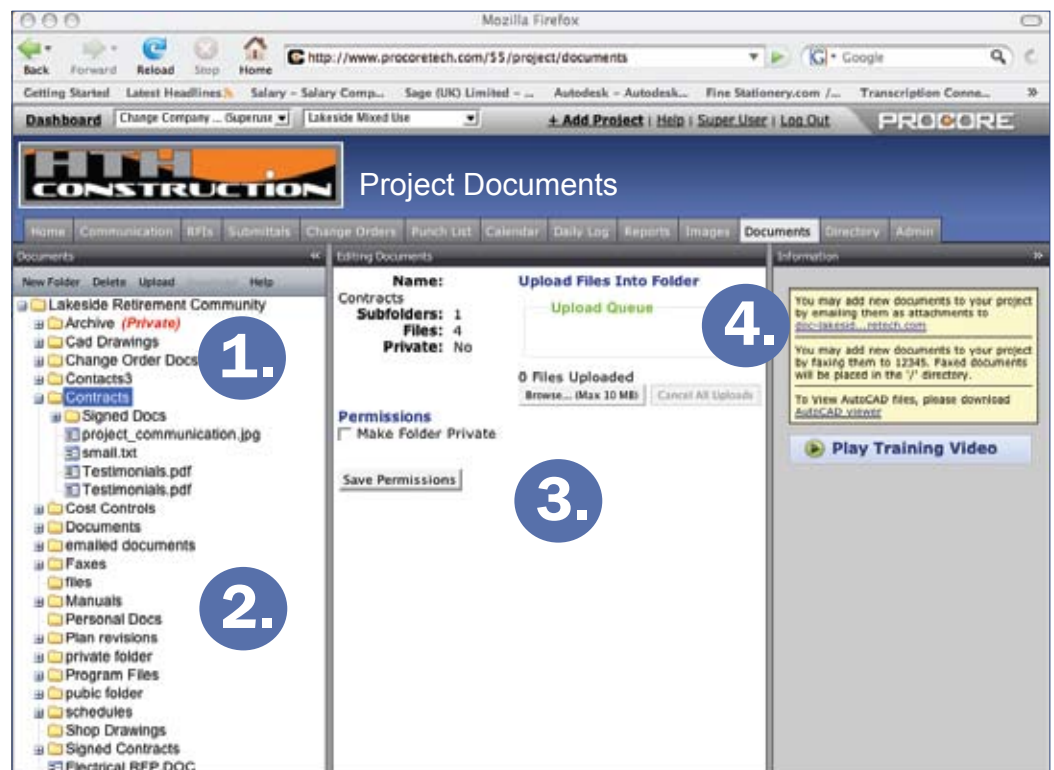 Mozilla Firefox
Back Forward Reload Stop Home http://www.procoretech.com/55/project/documents G Google
Getting Started Latest Headlines Salary – Salary Comp... Sage (UK) Limited – ... Autodesk – Autodesk... Fine Stationery.com /... Transcription Conne... »
Dashboard Change Company ... (Superuse Lakeside Mixed Use + Add Project | Help | Super User | Log Out PROCORE
HTH
CONSTRUCTION
Project Documents
Home Communication RFIs Submittals Change Orders Punch List Calendar Daily Log Reports Images Documents Directory Admin
Documents «
New Folder Delete Upload Help
Lakeside Retirement Community
Archive (Private)
Cad Drawings
Change Order Docs
Contacts3
Contracts
Signed Docs
project_communication.jpg
small.txt
Testimonials.pdf
Testimonials.pdf
Cost Controls
Documents
emailed documents
Faxes
files
Manuals
Personal Docs
Plan revisions
private folder
Program Files
pubic folder
schedules
Shop Drawings
Signed Contracts
Electrical RFP.DOC
1.
2.
Editing Documents
Name:
Contracts
Subfolders: 1
Files: 4
Private: No
Upload Files Into Folder
Upload Queue
0 Files Uploaded
Browse... (Max 10 MB) Cancel All Uploads
Permissions
Make Folder Private
Save Permissions
3.
4.
Information »
You may add new documents to your project
by emailing them as attachments to
doc-lakesid...retech.com
You may add new documents to your project
by faxing them to 12345. Faxed documents
will be placed in the '/' directory.
To View AutoCAD files, please download
AutoCAD viewer
Play Training Video